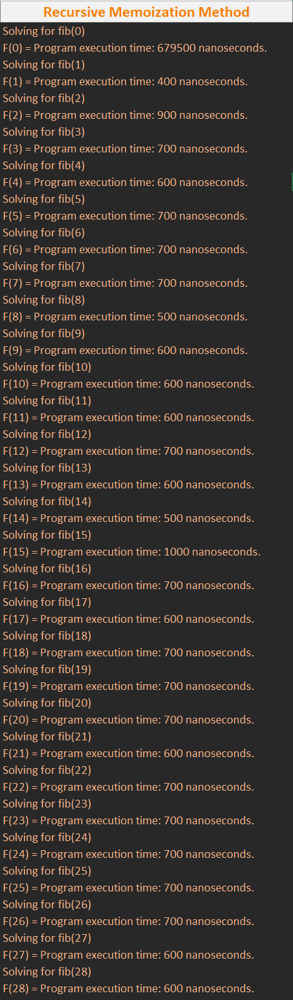 Recursive Memoization Method
Solving for fib(0)
F(0) = Program execution time: 679500 nanoseconds.
Solving for fib(1)
F(1) = Program execution time: 400 nanoseconds.
Solving for fib(2)
F(2) = Program execution time: 900 nanoseconds.
Solving for fib(3)
F(3) = Program execution time: 700 nanoseconds.
Solving for fib(4)
F(4) = Program execution time: 600 nanoseconds.
Solving for fib(5)
F(5) = Program execution time: 700 nanoseconds.
Solving for fib(6)
F(6) = Program execution time: 700 nanoseconds.
Solving for fib(7)
F(7) = Program execution time: 700 nanoseconds.
Solving for fib(8)
F(8) = Program execution time: 500 nanoseconds.
Solving for fib(9)
F(9) = Program execution time: 600 nanoseconds.
Solving for fib(10)
F(10) = Program execution time: 600 nanoseconds.
Solving for fib(11)
F(11) = Program execution time: 600 nanoseconds.
Solving for fib(12)
F(12) = Program execution time: 700 nanoseconds.
Solving for fib(13)
F(13) = Program execution time: 600 nanoseconds.
Solving for fib(14)
F(14) = Program execution time: 500 nanoseconds.
Solving for fib(15)
F(15) = Program execution time: 1000 nanoseconds.
Solving for fib(16)
F(16) = Program execution time: 700 nanoseconds.
Solving for fib(17)
F(17) = Program execution time: 600 nanoseconds.
Solving for fib(18)
F(18) = Program execution time: 700 nanoseconds.
Solving for fib(19)
F(19) = Program execution time: 700 nanoseconds.
Solving for fib(20)
F(20) = Program execution time: 700 nanoseconds.
Solving for fib(21)
F(21) = Program execution time: 600 nanoseconds.
Solving for fib(22)
F(22) = Program execution time: 700 nanoseconds.
Solving for fib(23)
F(23) = Program execution time: 700 nanoseconds.
Solving for fib(24)
F(24) = Program execution time: 700 nanoseconds.
Solving for fib(25)
F(25) = Program execution time: 700 nanoseconds.
Solving for fib(26)
F(26) = Program execution time: 700 nanoseconds.
Solving for fib(27)
F(27) = Program execution time: 600 nanoseconds.
Solving for fib(28)
F(28) = Program execution time: 600 nanoseconds.